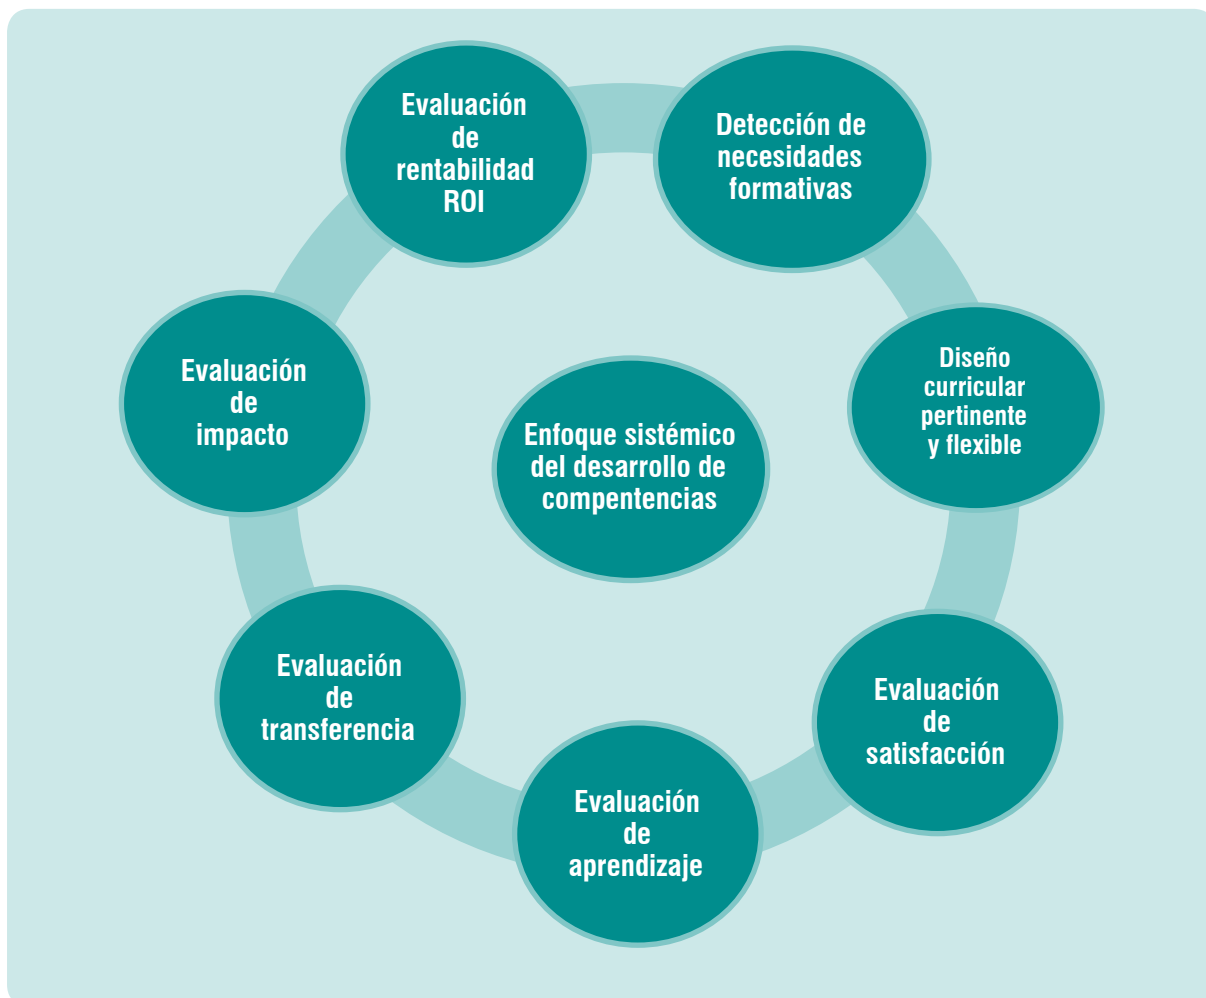 Evaluación
de
rentabilidad
ROI
Detección de
necesidades
formativas
Evaluación
de
impacto
Enfoque sistémico
del desarrollo de
compentencias
Diseño
curricular
pertinente
y flexible
Evaluación
de
transferencia
Evaluación
de
aprendizaje
Evaluación
de
satisfacción